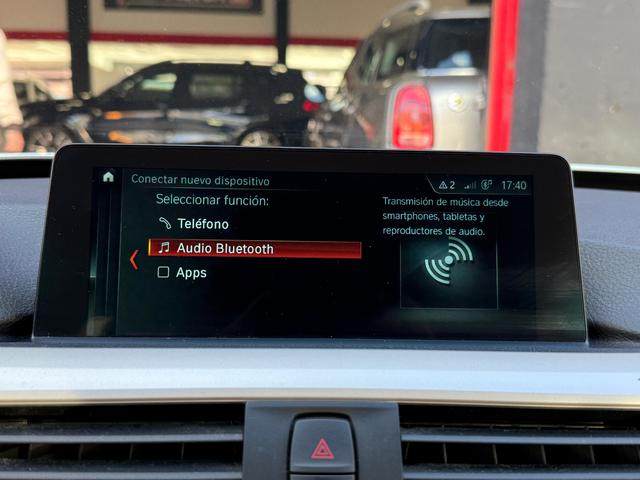 Conectar nuevo dispositivo
2
17:40
Seleccionar función:
Teléfono
Audio Bluetooth
Apps
Transmisión de música desde
smartphones, tabletas y
reproductores de audio.